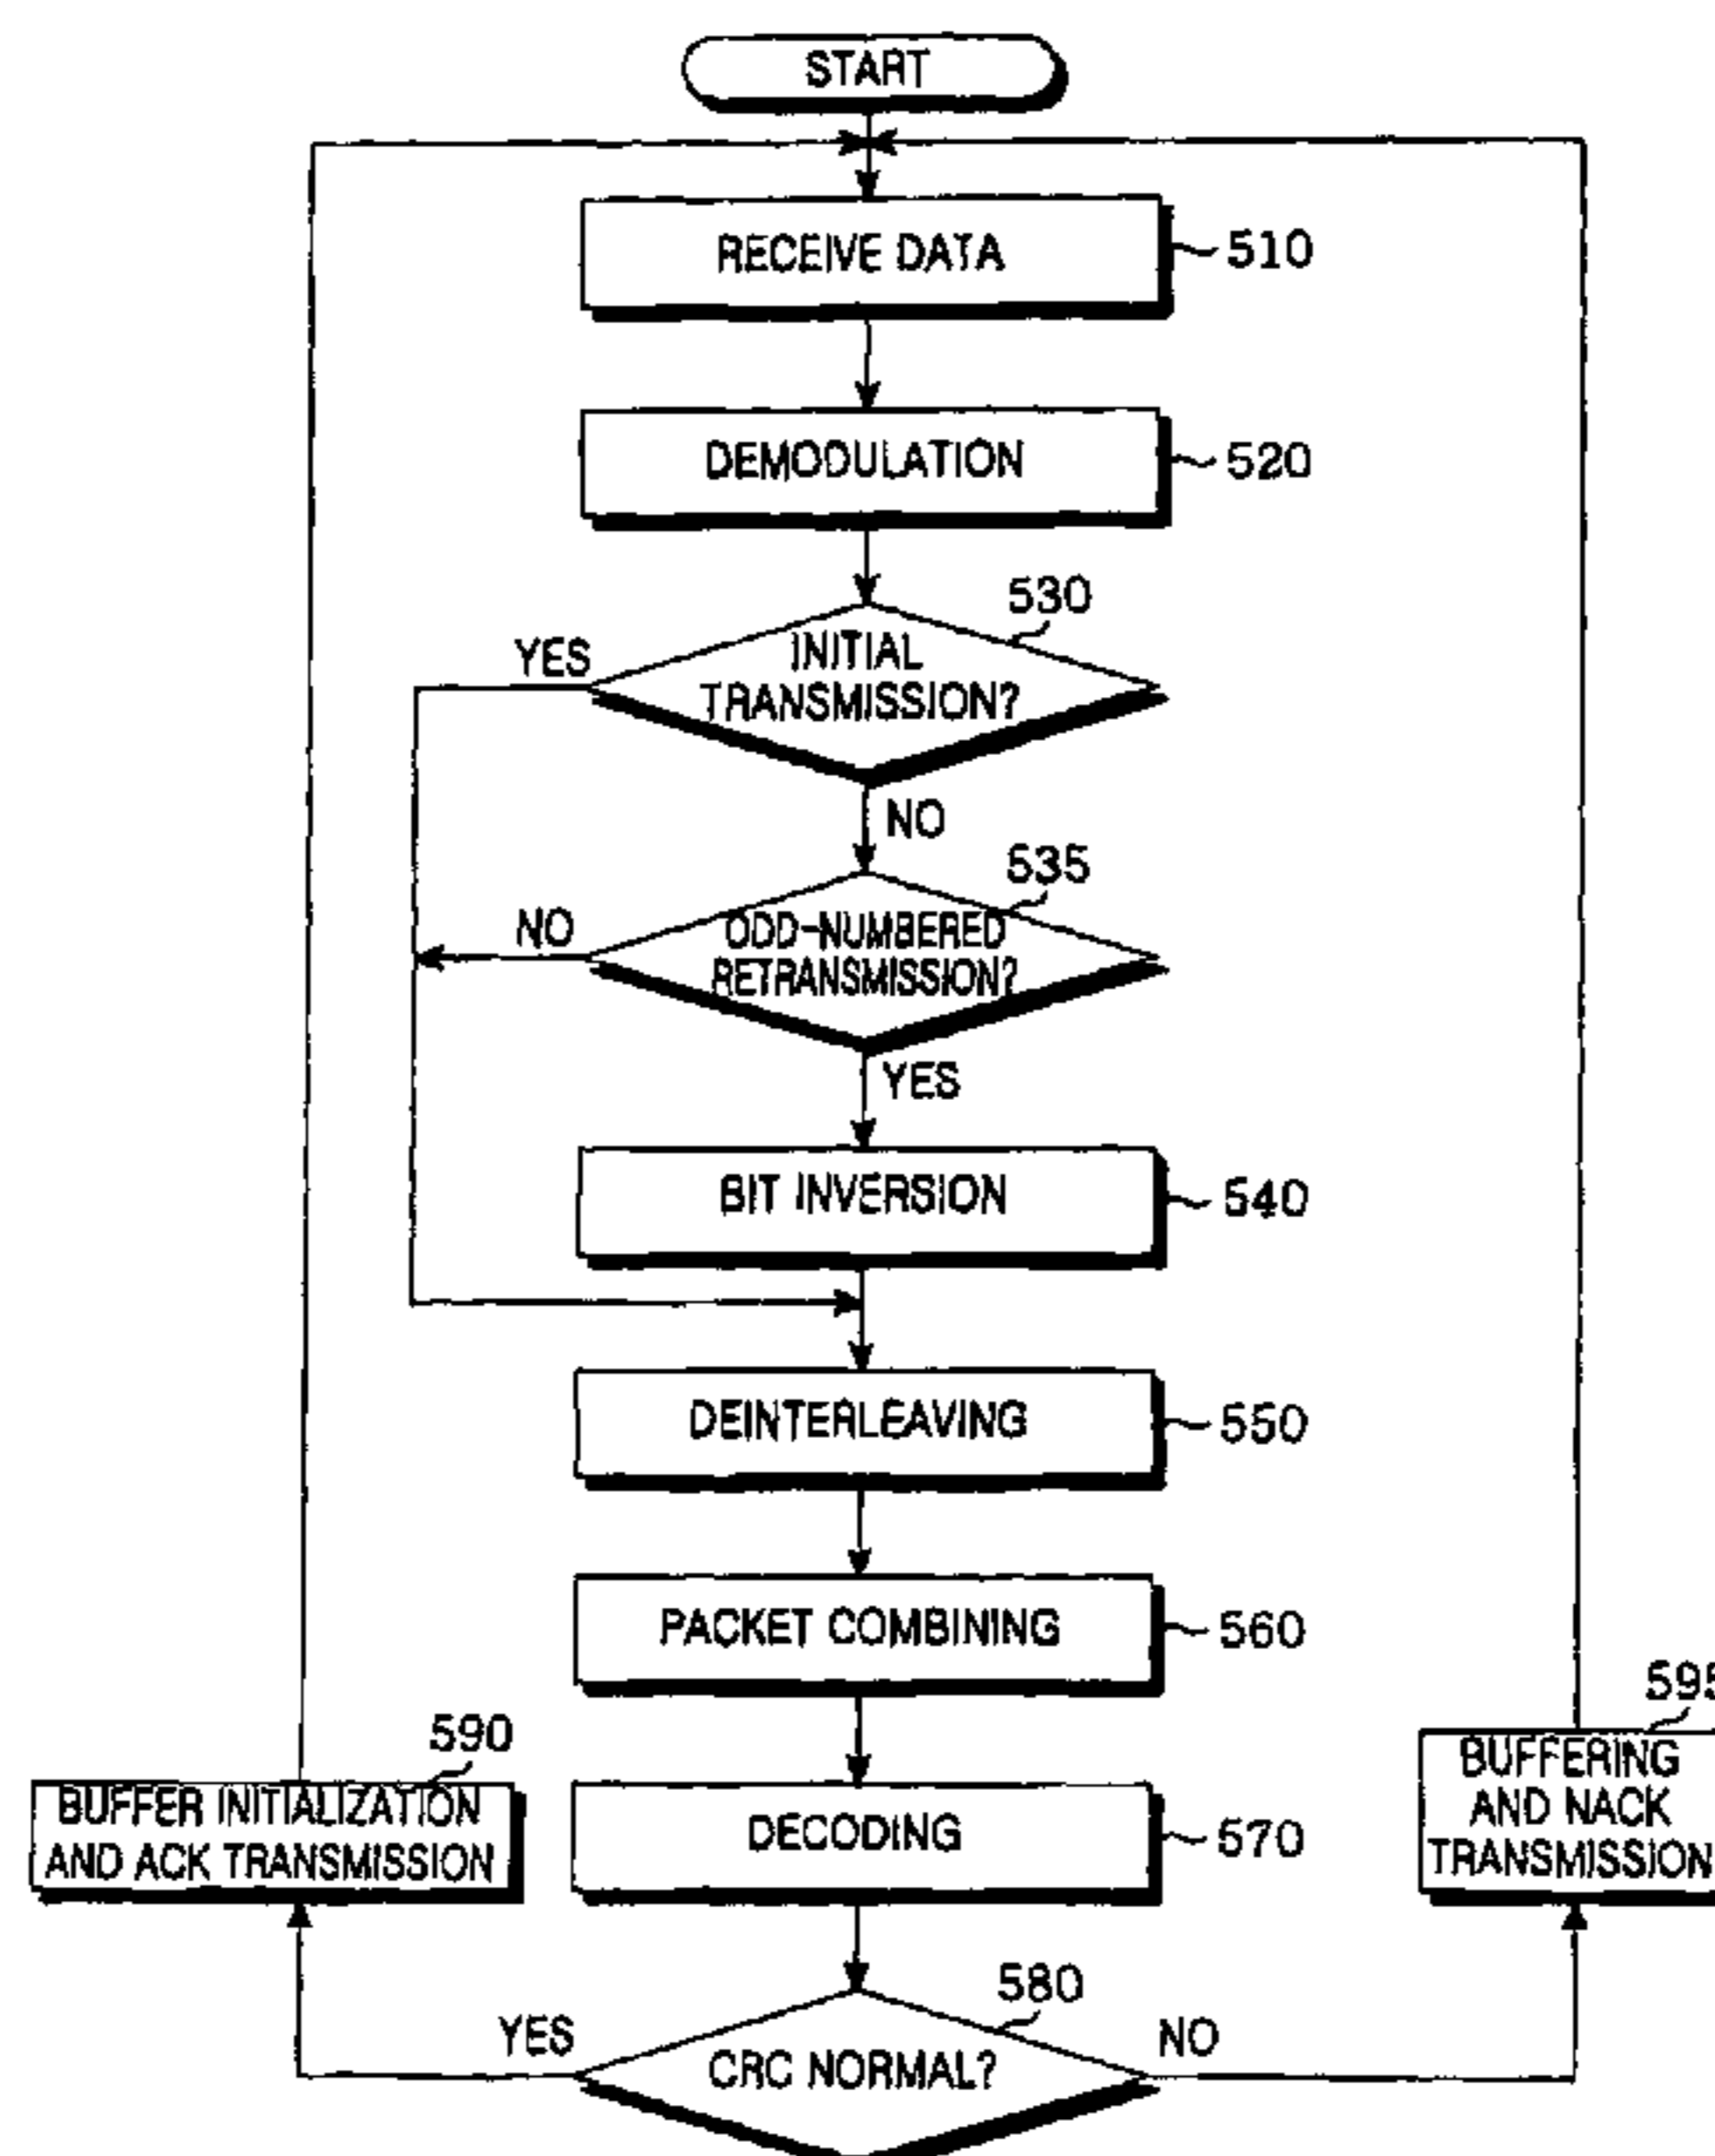 START
RECEIVE DATA
510
DEMODULATION
520
530
YES
INITIAL
TRANSMISSION?
NO
535
NO
ODD-NUMBERED
RETRANSMISSION?
YES
BIT INVERSION
540
DEINTERLEAVING
550
PACKET COMBINING
560
590
595
BUFFER INITIALIZATION
AND ACK TRANSMISSION
DECODING
570
BUFFERING
AND NACK
TRANSMISSION
580
YES
CRC NORMAL?
NO